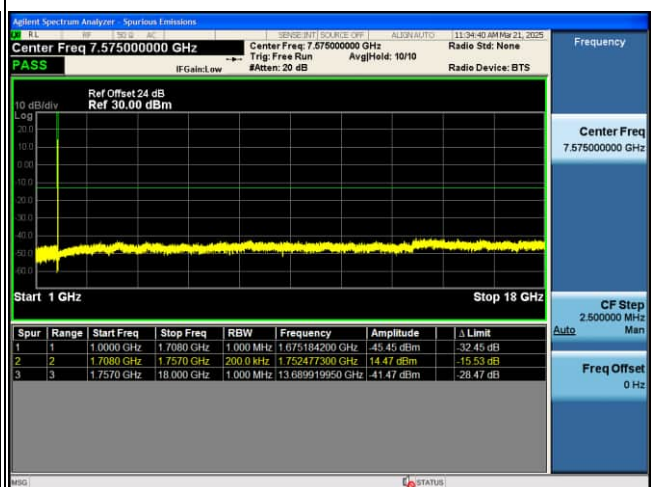 Agilent Spectrum Analyzer - Spurious Emissions
RL RF 50 Ω AC SENSE:INT SOURCE OFF ALIGN AUTO 11:34:40 AM Mar 21, 2025
Center Freq 7.575000000 GHz
Center Freq: 7.575000000 GHz
Radio Std: None
Trig: Free Run Avg|Hold: 10/10
PASS IFGain:Low #Atten: 20 dB Radio Device: BTS
Ref Offset 24 dB
10 dB/div Ref 30.00 dBm
Log
20.0
10.0
0.00
-10.0
-20.0
-30.0
-40.0
-50.0
-60.0
Start 1 GHz Stop 18 GHz
Spur Range Start Freq Stop Freq RBW Frequency Amplitude Δ Limit
1 1 1.0000 GHz 1.7080 GHz 1.000 MHz 1.675184200 GHz -45.45 dBm -32.45 dB
2 2 1.7080 GHz 1.7570 GHz 200.0 kHz 1.752477300 GHz 14.47 dBm -15.53 dB
3 3 1.7570 GHz 18.000 GHz 1.000 MHz 13.689919950 GHz -41.47 dBm -28.47 dB
MSG STATUS
Frequency
Center Freq
7.575000000 GHz
CF Step
2.500000 MHz
Auto Man
Freq Offset
0 Hz